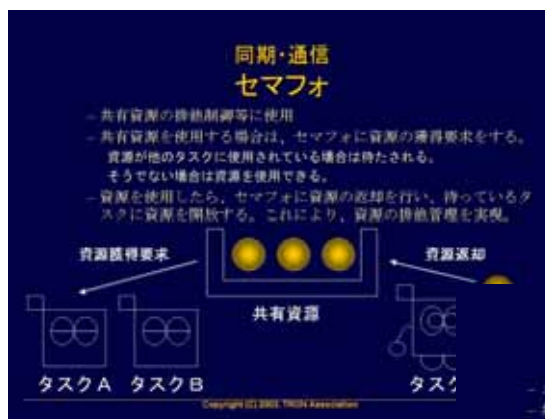 同期・通信
セマフォ
– 共有資源の排他制御等に使用
– 共有資源を使用する場合は、セマフォに資源の獲得要求をする。
資源が他のタスクに使用されている場合は待たされる。
そうでない場合は資源を使用できる。
– 資源を使用したら、セマフォに資源の返却を行い、待っているタ
スクに資源を開放する。これにより、資源の排他管理を実現。
資源獲得要求
資源返却
共有資源
タスクA
タスクB
タスク
Copyright (C) 2003, TRON Association